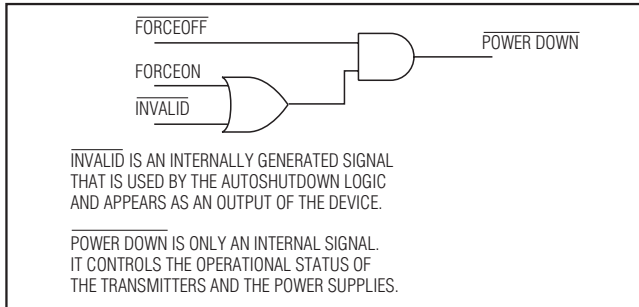 FORCEOFF
POWER DOWN
FORCEON
INVALID
INVALID IS AN INTERNALLY GENERATED SIGNAL
THAT IS USED BY THE AUTOSHUTDOWN LOGIC
AND APPEARS AS AN OUTPUT OF THE DEVICE.
POWER DOWN IS ONLY AN INTERNAL SIGNAL.
IT CONTROLS THE OPERATIONAL STATUS OF
THE TRANSMITTERS AND THE POWER SUPPLIES.